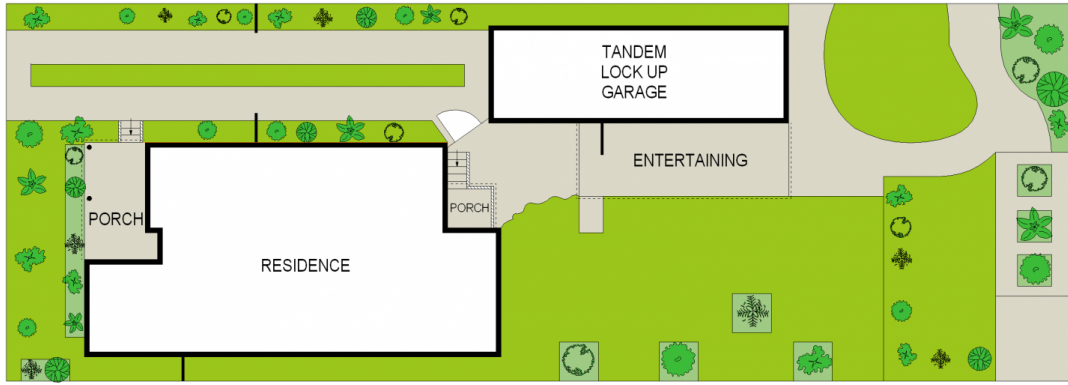 TANDEM
LOCK UP
GARAGE
ENTERTAINING
PORCH
PORCH
RESIDENCE